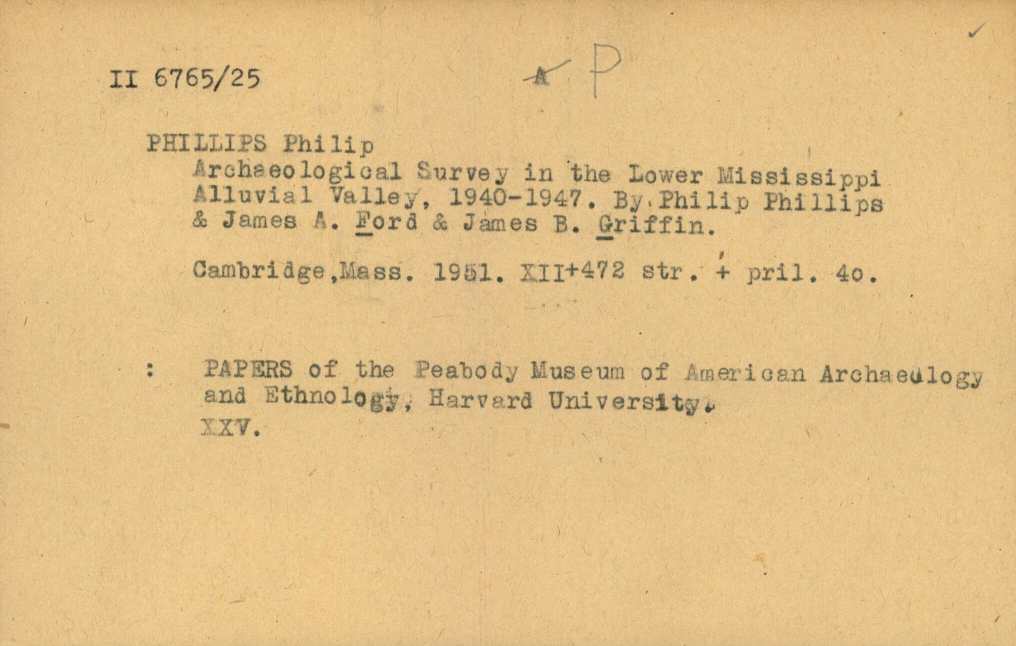 II 6765/25 A P
PHILLIPS Philip
Archaeological Survey in the Lower Mississippi
Alluvial Valley, 1940-1947. By Philip Phillips
& James A. Ford & James B. Griffin.
Cambridge,Mass. 1951. XII+472 str. + pril. 4o.
: PAPERS of the Peabody Museum of American Archaeology
and Ethnology, Harvard University.
XXV.